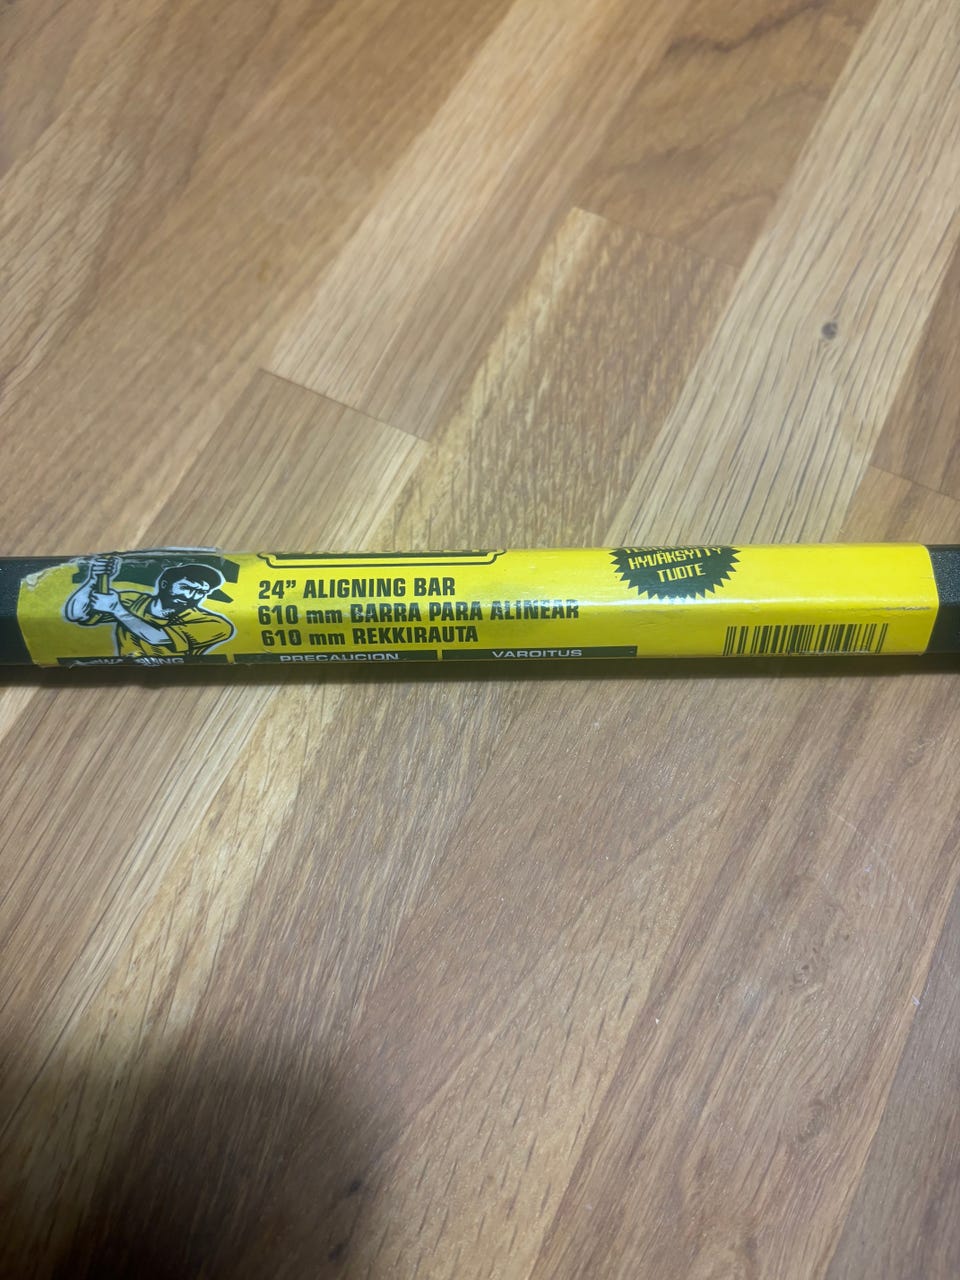 24" ALIGNING BAR
610 mm BARRA PARA ALINEAR
610 mm REKKIRAUTA
HYVÄKSYTTY
TUOTE
PRECAUCION
VAROITUS